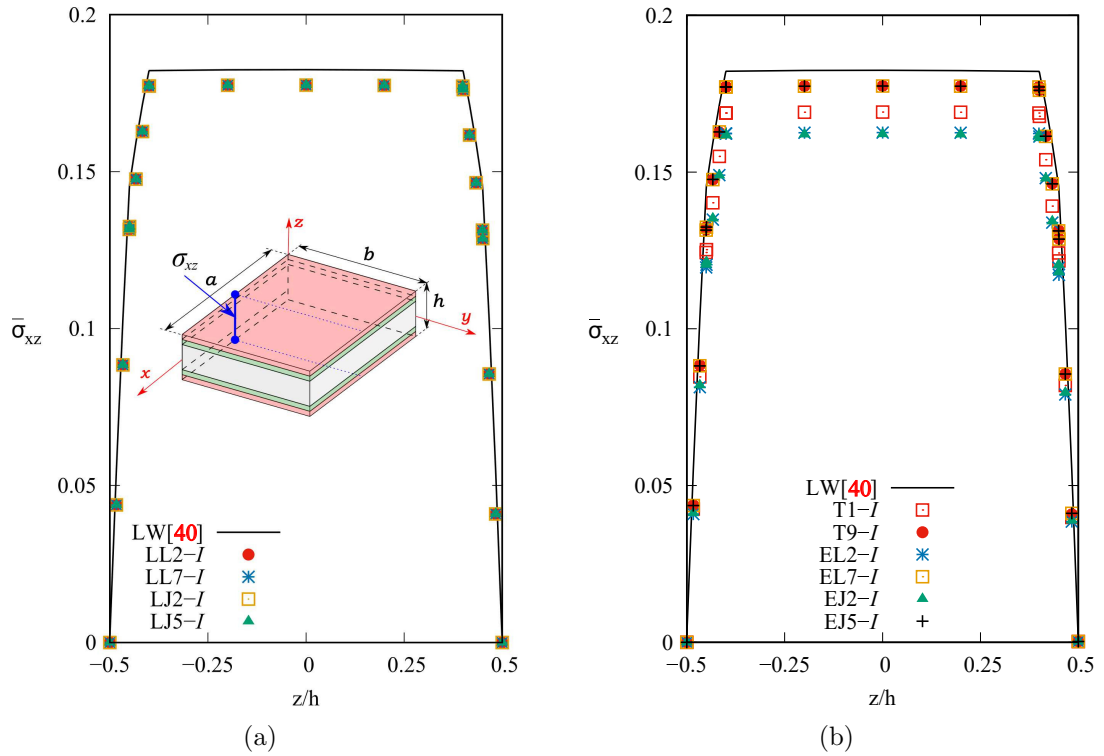 0.2
0.15
0.1
0.05
0
σ̄xz
−0.5
−0.25
0
0.25
0.5
z/h
σxz
a
b
h
z
y
x
LW[40]
LL2−I
LL7−I
LJ2−I
LJ5−I
(a)
0.2
0.15
0.1
0.05
0
σ̄xz
−0.5
−0.25
0
0.25
0.5
z/h
LW[40]
T1−I
T9−I
EL2−I
EL7−I
EJ2−I
EJ5−I
(b)